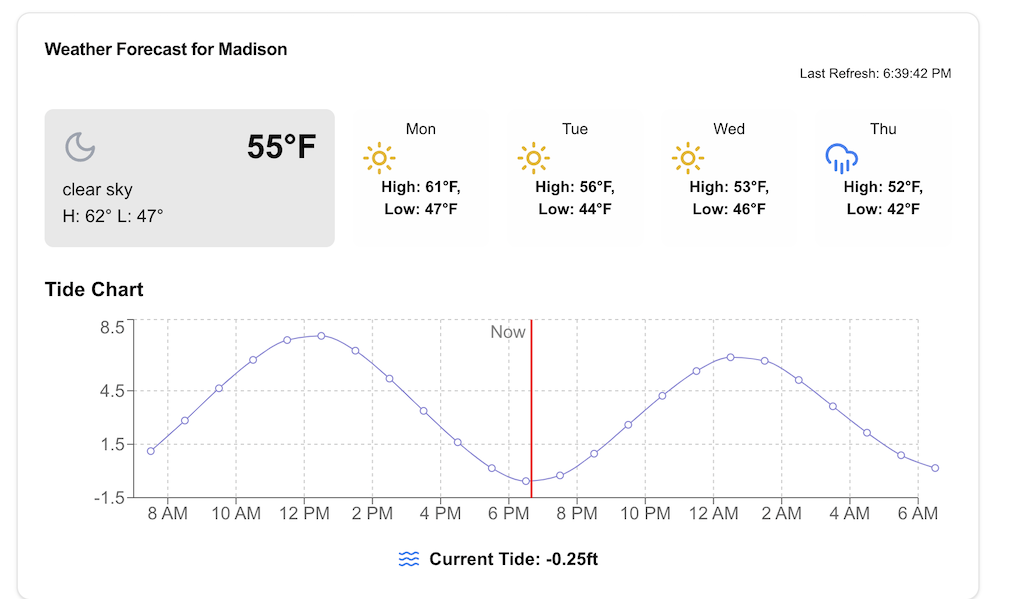 Weather Forecast for Madison
Last Refresh: 6:39:42 PM
55°F
clear sky
H: 62° L: 47°
Mon
High: 61°F,
Low: 47°F
Tue
High: 56°F,
Low: 44°F
Wed
High: 53°F,
Low: 46°F
Thu
High: 52°F,
Low: 42°F
Tide Chart
8.5
4.5
1.5
-1.5
Now
8 AM 10 AM 12 PM 2 PM 4 PM 6 PM 8 PM 10 PM 12 AM 2 AM 4 AM 6 AM
Current Tide: -0.25ft